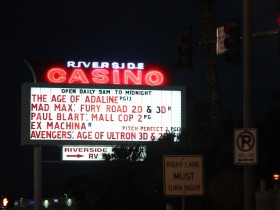 RIVERSIDE
CASINO
OPEN DAILY 9AM TO MIDNIGHT
THE AGE OF ADALINE PG13
MAD MAX: FURY ROAD 2D & 3D R
PAUL BLART: MALL COP 2 PG
EX MACHINA R PITCH PERFECT 2 PG13
AVENGERS: AGE OF ULTRON 2D & 3D
RIVERSIDE
RV
RIGHT LANE
MUST
TURN RIGHT